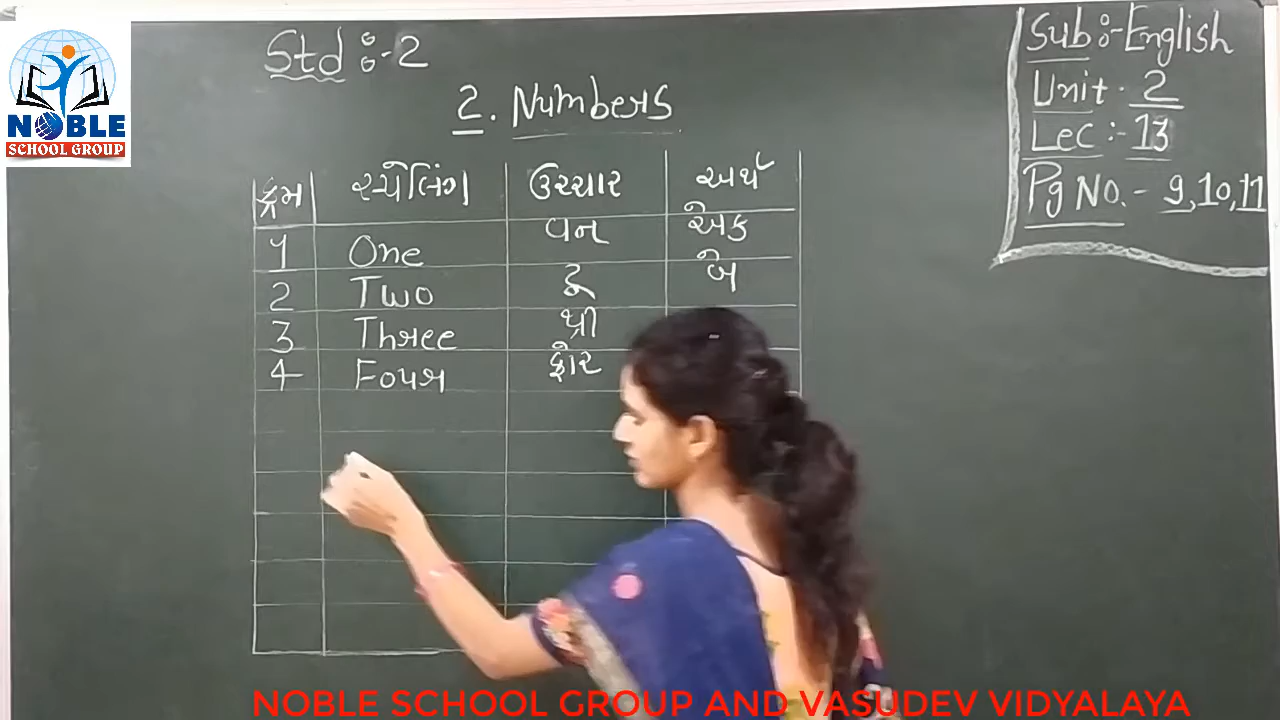 NOBLE
SCHOOL GROUP
Std :- 2
2. Numbers
Sub :- English
Unit. 2
Lec :- 13
Pg No. - 9, 10, 11
ક્રમ સ્પેલિંગ ઉચ્ચાર અર્થ
1 One વન એક
2 Two ટૂ બે
3 Three થ્રી
4 Four ફોર
NOBLE SCHOOL GROUP AND VASUDEV VIDYALAYA